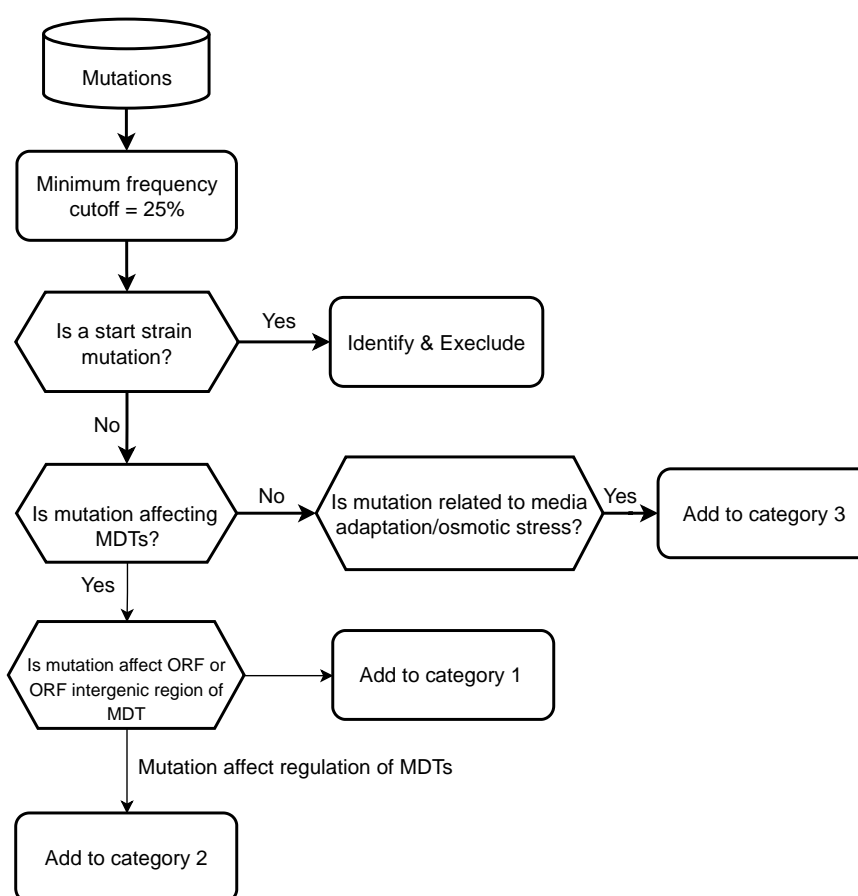 Mutations
Minimum frequency
cutoff = 25%
Is a start strain
mutation?
Yes
Identify & Execlude
No
Is mutation affecting
MDTs?
No
Is mutation related to media
adaptation/osmotic stress?
Yes
Add to category 3
Yes
Is mutation affect ORF or
ORF intergenic region of
MDT
Add to category 1
Mutation affect regulation of MDTs
Add to category 2